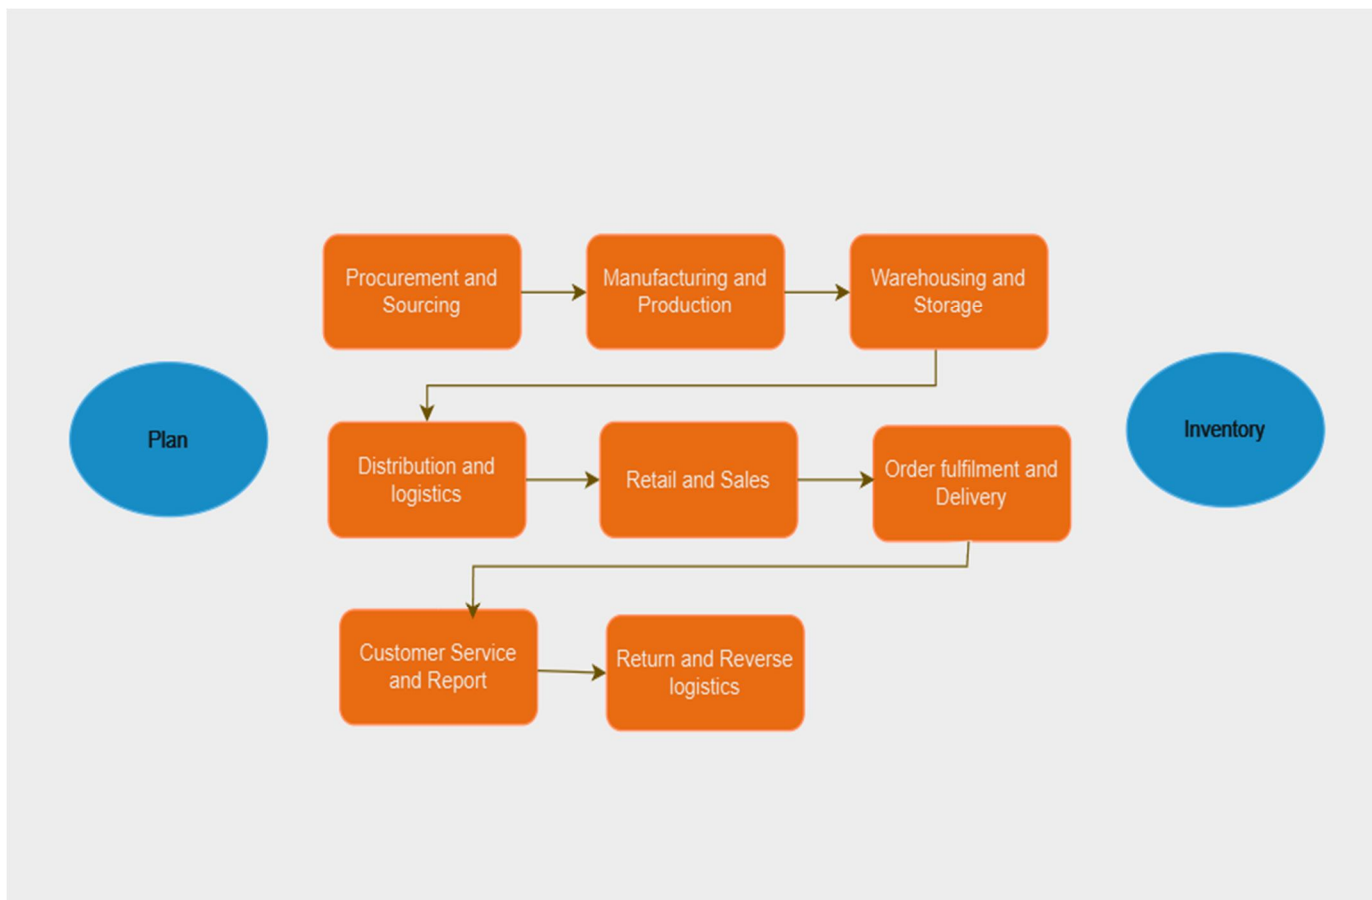 Procurement and
Sourcing
Manufacturing and
Production
Warehousing and
Storage
Plan
Distribution and
logistics
Retail and Sales
Order fulfilment and
Delivery
Inventory
Customer Service
and Report
Return and Reverse
logistics